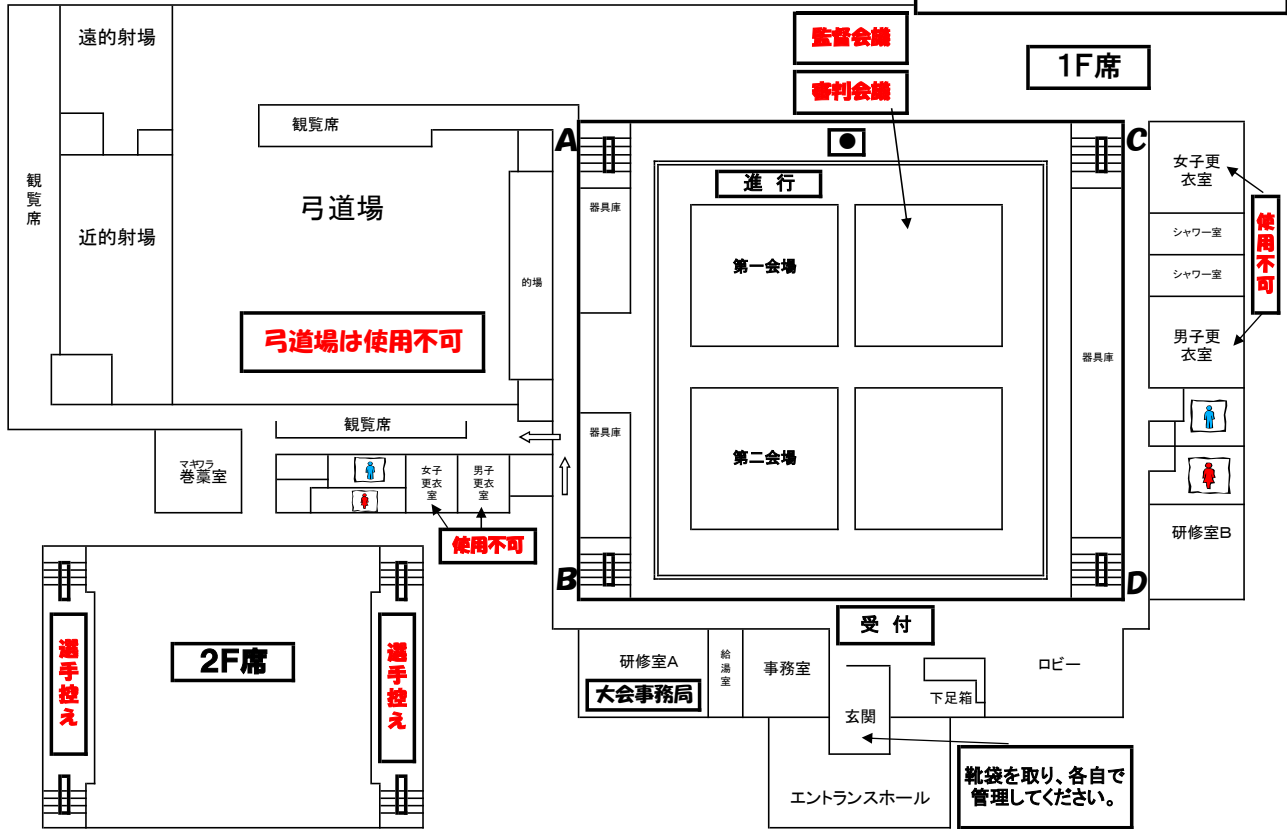 遠的射場
監督会議
1F席
審判会議
観覧席
A
C
女子更
衣室
進 行
観
覧
席
弓道場
器具庫
使
用
不
可
シャワー室
近的射場
第一会場
シャワー室
的場
弓道場は使用不可
男子更
衣室
器具庫
観覧席
器具庫
マキワラ
巻藁室
女子
更衣
室
男子
更衣
室
第二会場
使用不可
研修室B
B
D
選
手
控
え
2F席
選
手
控
え
受 付
研修室A
給
湯
室
事務室
ロビー
大会事務局
下足箱
玄関
靴袋を取り、各自で
管理してください。
エントランスホール